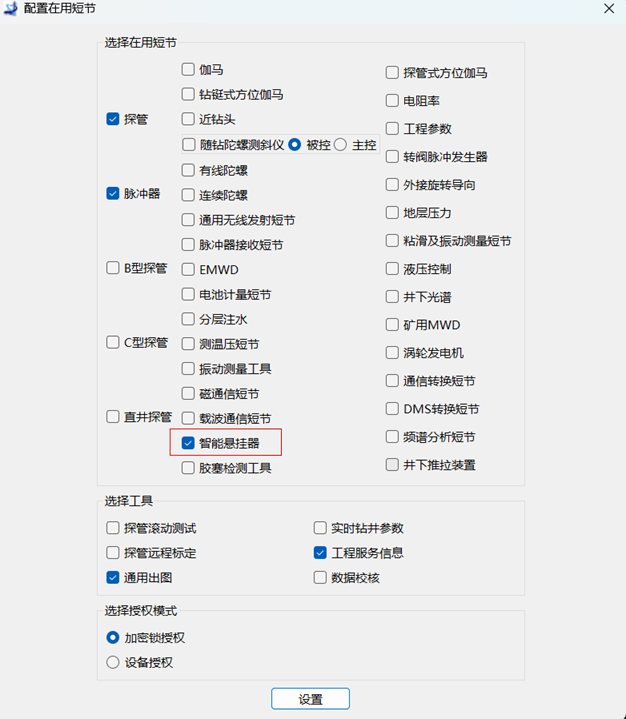 配置在用短节
选择在用短节
探管
脉冲器
B型探管
C型探管
直井探管
伽马
钻铤式方位伽马
近钻头
随钻陀螺测斜仪 被控 主控
有线陀螺
连续陀螺
通用无线发射短节
脉冲器接收短节
EMWD
电池计量短节
分层注水
测温压短节
振动测量工具
磁通信短节
载波通信短节
智能悬挂器
胶塞检测工具
探管式方位伽马
电阻率
工程参数
转阀脉冲发生器
外接旋转导向
地层压力
粘滑及振动测量短节
液压控制
井下光谱
矿用MWD
涡轮发电机
通信转换短节
DMS转换短节
频谱分析短节
井下推拉装置
选择工具
探管滚动测试
实时钻井参数
探管远程标定
工程服务信息
通用出图
数据校核
选择授权模式
加密锁授权
设备授权
设置